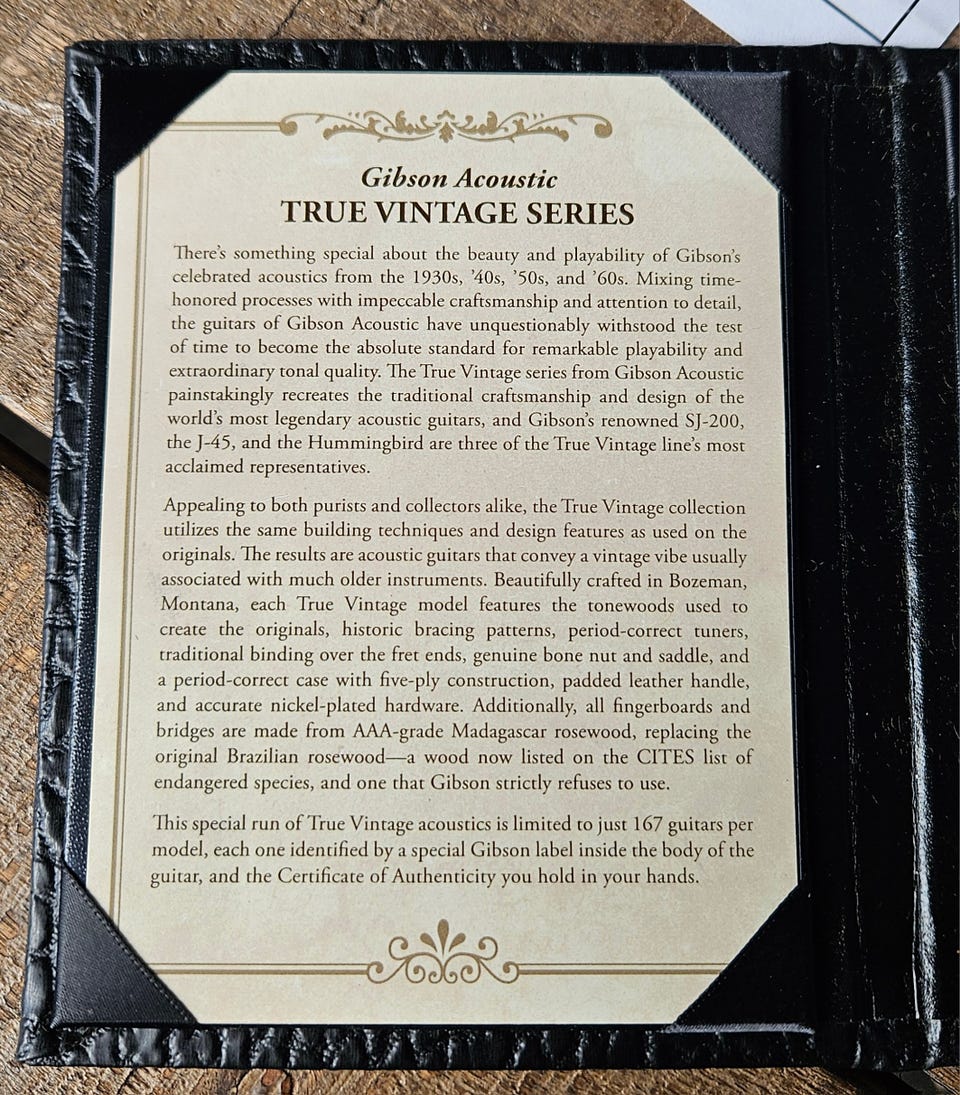 Gibson Acoustic
TRUE VINTAGE SERIES
There's something special about the beauty and playability of Gibson's
celebrated acoustics from the 1930s, '40s, '50s, and '60s. Mixing time-
honored processes with impeccable craftsmanship and attention to detail,
the guitars of Gibson Acoustic have unquestionably withstood the test
of time to become the absolute standard for remarkable playability and
extraordinary tonal quality. The True Vintage series from Gibson Acoustic
painstakingly recreates the traditional craftsmanship and design of the
world's most legendary acoustic guitars, and Gibson's renowned SJ-200,
the J-45, and the Hummingbird are three of the True Vintage line's most
acclaimed representatives.
Appealing to both purists and collectors alike, the True Vintage collection
utilizes the same building techniques and design features as used on the
originals. The results are acoustic guitars that convey a vintage vibe usually
associated with much older instruments. Beautifully crafted in Bozeman,
Montana, each True Vintage model features the tonewoods used to
create the originals, historic bracing patterns, period-correct tuners,
traditional binding over the fret ends, genuine bone nut and saddle, and
a period-correct case with five-ply construction, padded leather handle,
and accurate nickel-plated hardware. Additionally, all fingerboards and
bridges are made from AAA-grade Madagascar rosewood, replacing the
original Brazilian rosewood—a wood now listed on the CITES list of
endangered species, and one that Gibson strictly refuses to use.
This special run of True Vintage acoustics is limited to just 167 guitars per
model, each one identified by a special Gibson label inside the body of the
guitar, and the Certificate of Authenticity you hold in your hands.